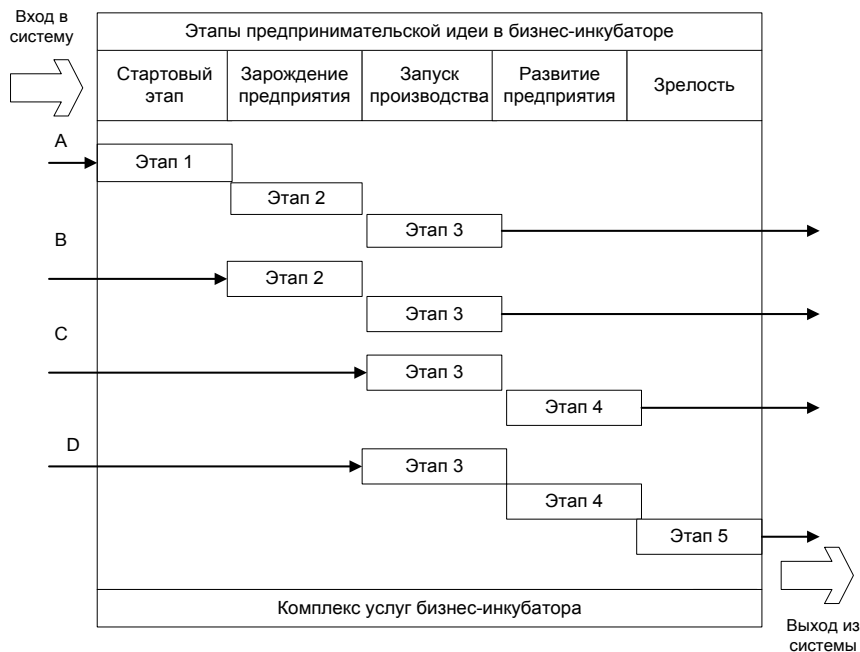 Вход в
систему
Этапы предпринимательской идеи в бизнес-инкубаторе
Стартовый
этап
Зарождение
предприятия
Запуск
производства
Развитие
предприятия
Зрелость
A
Этап 1
Этап 2
Этап 3
B
Этап 2
Этап 3
C
Этап 3
Этап 4
D
Этап 3
Этап 4
Этап 5
Комплекс услуг бизнес-инкубатора
Выход из
системы